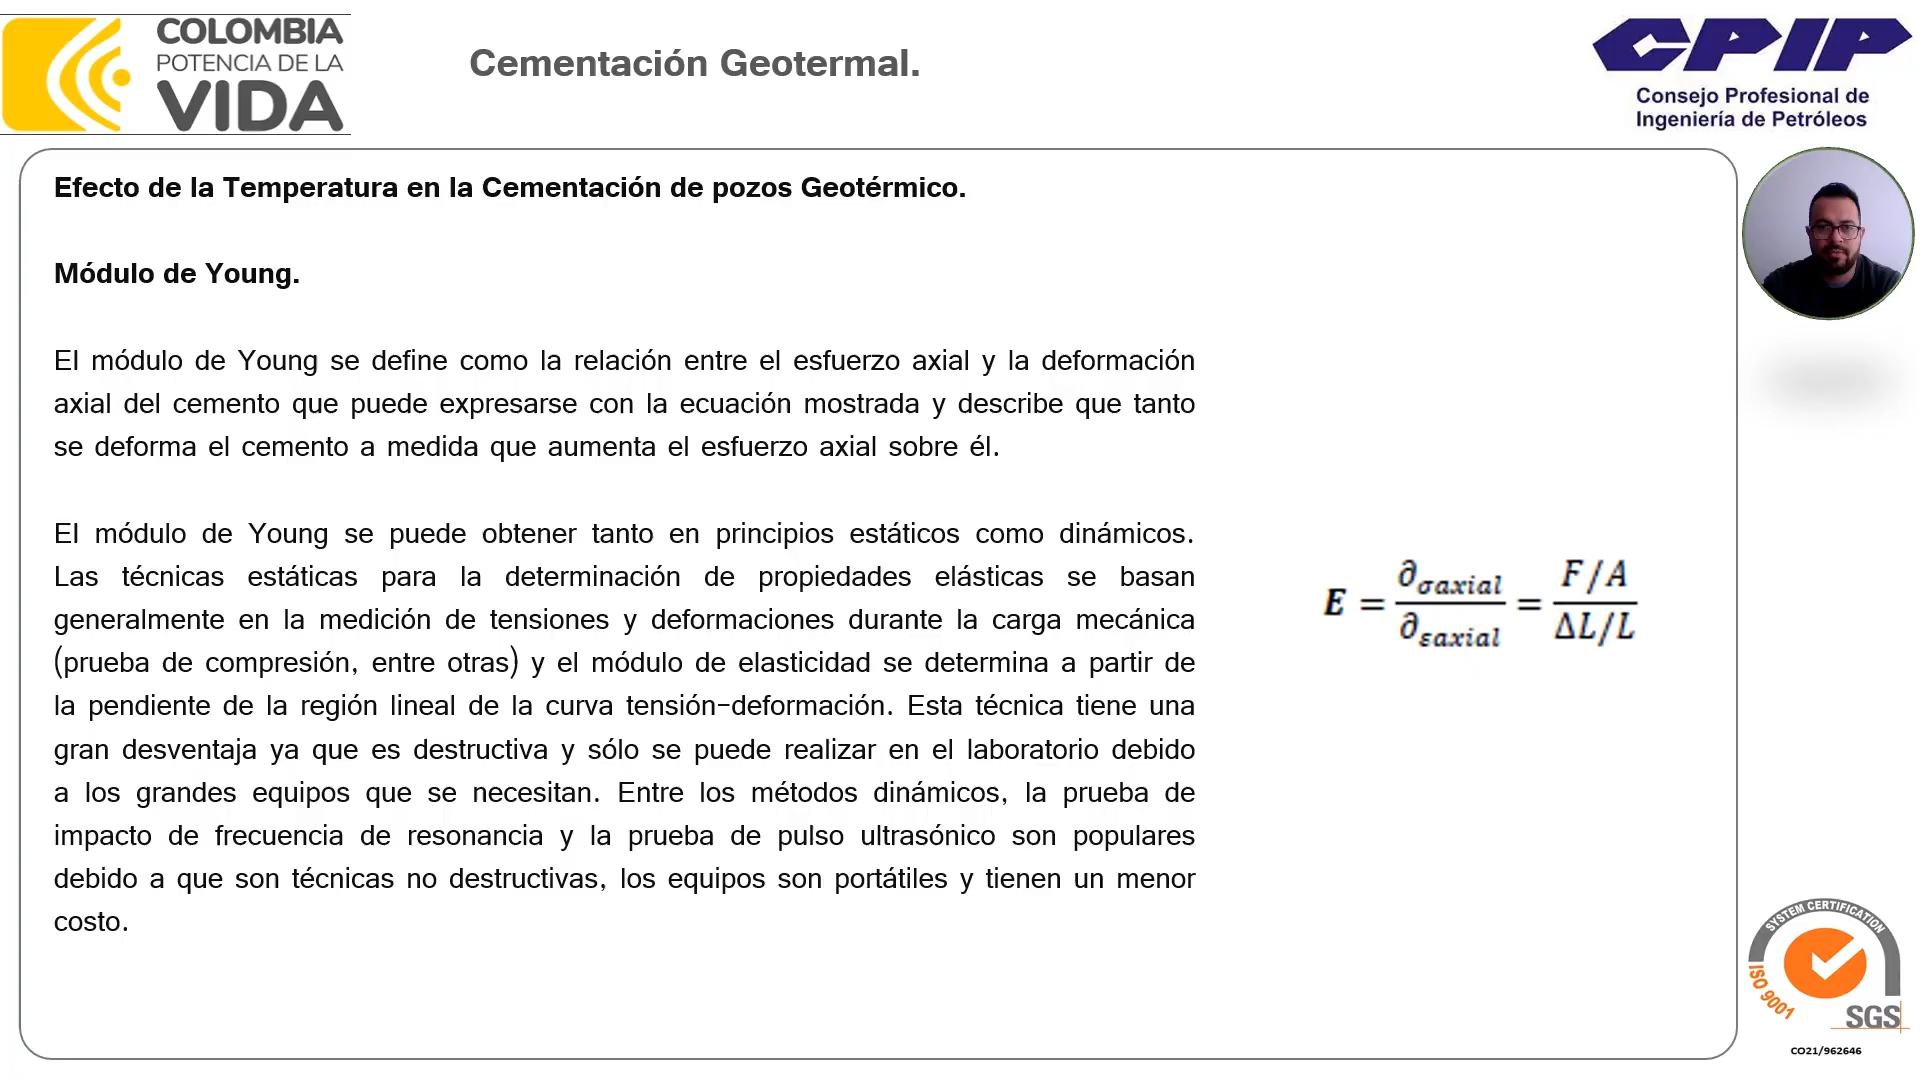 COLOMBIA
POTENCIA DE LA
VIDA
Cementación Geotermal.
CPIP
Consejo Profesional de
Ingeniería de Petróleos
Efecto de la Temperatura en la Cementación de pozos Geotérmico.
Módulo de Young.
El módulo de Young se define como la relación entre el esfuerzo axial y la deformación
axial del cemento que puede expresarse con la ecuación mostrada y describe que tanto
se deforma el cemento a medida que aumenta el esfuerzo axial sobre él.
El módulo de Young se puede obtener tanto en principios estáticos como dinámicos.
Las técnicas estáticas para la determinación de propiedades elásticas se basan
generalmente en la medición de tensiones y deformaciones durante la carga mecánica
(prueba de compresión, entre otras) y el módulo de elasticidad se determina a partir de
la pendiente de la región lineal de la curva tensión-deformación. Esta técnica tiene una
gran desventaja ya que es destructiva y sólo se puede realizar en el laboratorio debido
a los grandes equipos que se necesitan. Entre los métodos dinámicos, la prueba de
impacto de frecuencia de resonancia y la prueba de pulso ultrasónico son populares
debido a que son técnicas no destructivas, los equipos son portátiles y tienen un menor
costo.
E = ∂σaxial / ∂εaxial = F/A / ΔL/L
SYSTEM CERTIFICATION
ISO 9001
SGS
CO21/962646